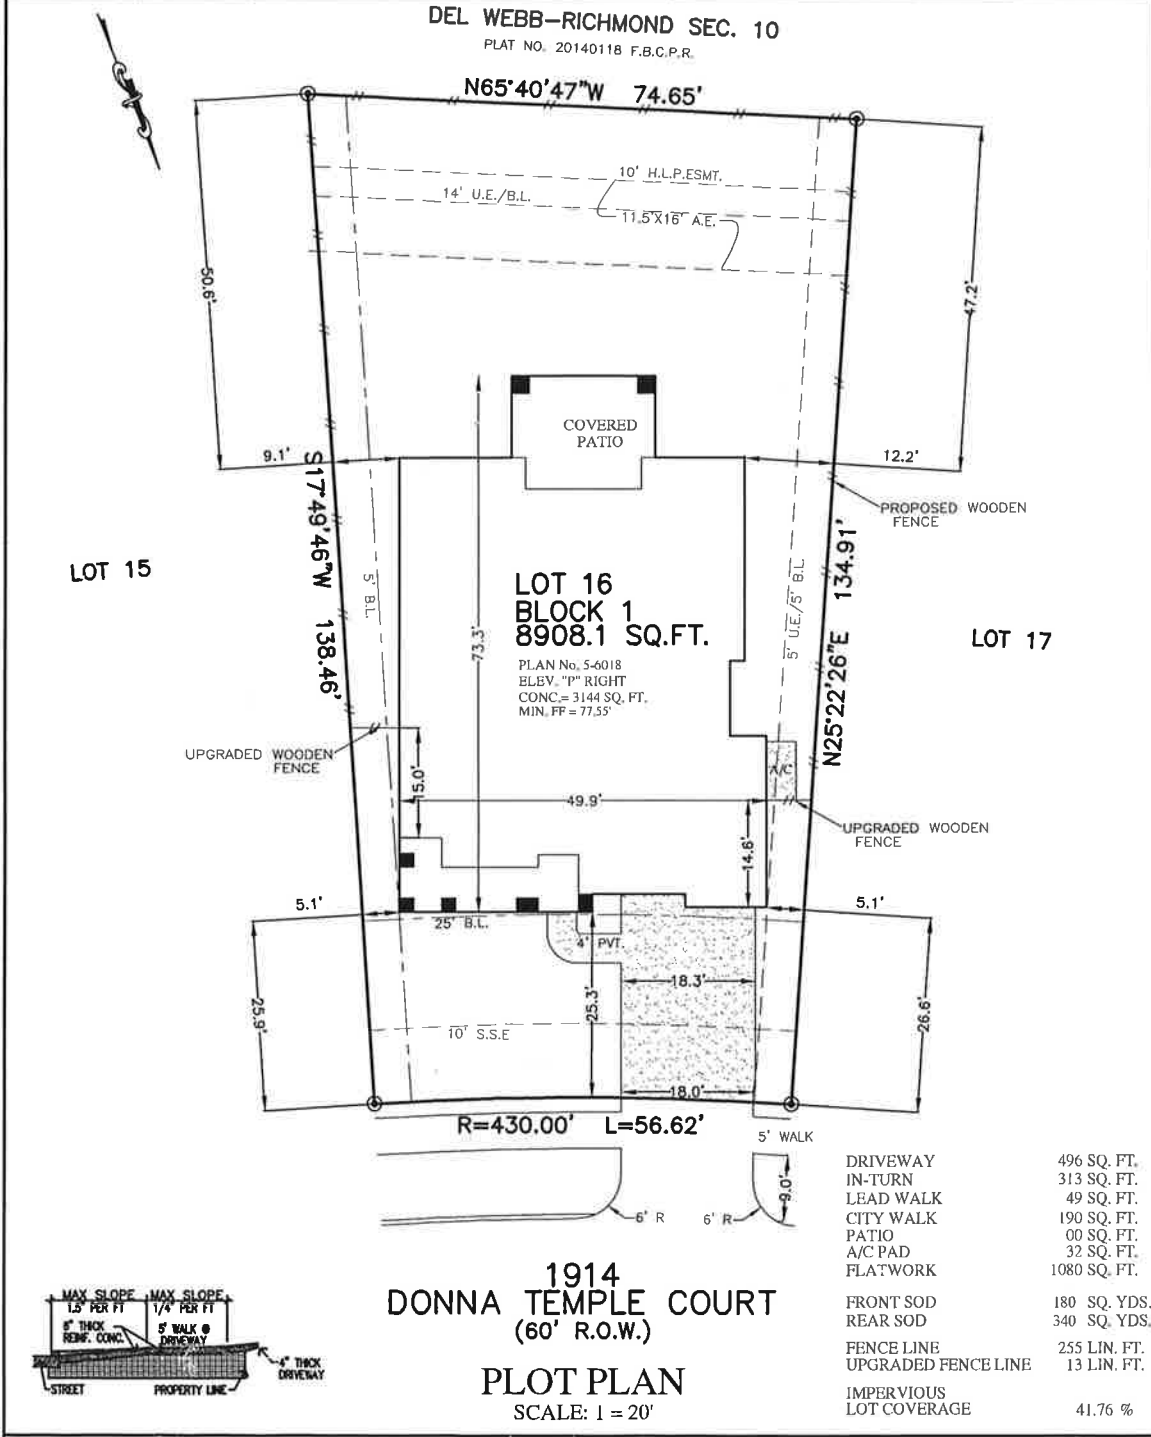 DEL WEBB-RICHMOND SEC. 10
PLAT NO. 20140118 F.B.C.P.R.
N65°40'47"W 74.65'
10' H.L.P.ESMT.
14' U.E./B.L.
11.5'X16' A.E.
50.6'
47.2'
COVERED
PATIO
9.1'
12.2'
S17°49'46"W 138.46'
PROPOSED WOODEN
FENCE
LOT 15
5' B.L.
LOT 16
BLOCK 1
8908.1 SQ.FT.
PLAN No. 5-6018
ELEV. "P" RIGHT
CONC.= 3144 SQ. FT.
MIN. FF = 77.55'
73.3'
5' U.E./5' B.L.
N25°22'26"E 134.91'
LOT 17
UPGRADED WOODEN
FENCE
15.0'
A/C
49.9'
14.6'
UPGRADED WOODEN
FENCE
5.1'
5.1'
25' B.L.
4' PVT.
18.3'
25.9'
25.3'
26.6'
10' S.S.E
18.0'
R=430.00' L=56.62'
5' WALK
9.0'
6' R
6' R
DRIVEWAY 496 SQ. FT.
IN-TURN 313 SQ. FT.
LEAD WALK 49 SQ. FT.
CITY WALK 190 SQ. FT.
PATIO 00 SQ. FT.
A/C PAD 32 SQ. FT.
FLATWORK 1080 SQ. FT.
FRONT SOD 180 SQ. YDS.
REAR SOD 340 SQ. YDS.
FENCE LINE 255 LIN. FT.
UPGRADED FENCE LINE 13 LIN. FT.
IMPERVIOUS
LOT COVERAGE 41.76 %
1914
DONNA TEMPLE COURT
(60' R.O.W.)
PLOT PLAN
SCALE: 1 = 20'
MAX SLOPE MAX SLOPE
1.5" PER FT 1/4" PER FT
6" THICK
REINF. CONC.
5' WALK @
DRIVEWAY
4" THICK
DRIVEWAY
STREET PROPERTY LINE